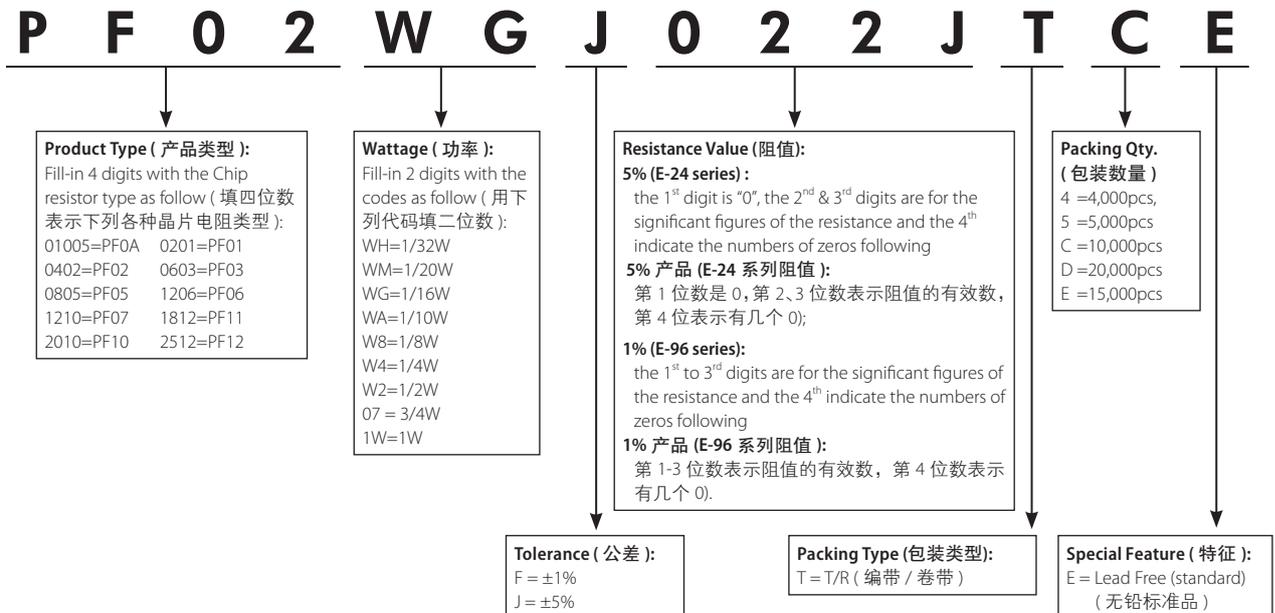 P F 0 2 W G J 0 2 2 J T C E
Product Type ( 产品类型 ):
Fill-in 4 digits with the Chip
resistor type as follow ( 填四位数
表示下列各种晶片电阻类型 ):
01005=PF0A 0201=PF01
0402=PF02 0603=PF03
0805=PF05 1206=PF06
1210=PF07 1812=PF11
2010=PF10 2512=PF12
Wattage ( 功率 ):
Fill-in 2 digits with the
codes as follow ( 用下
列代码填二位数 ):
WH=1/32W
WM=1/20W
WG=1/16W
WA=1/10W
W8=1/8W
W4=1/4W
W2=1/2W
07 = 3/4W
1W=1W
Resistance Value (阻值):
5% (E-24 series) :
the 1st digit is “0”, the 2nd & 3rd digits are for the
significant figures of the resistance and the 4th
indicate the numbers of zeros following
5% 产品 (E-24 系列阻值 ):
第 1 位数是 0，第 2、3 位数表示阻值的有效数，
第 4 位表示有几个 0);
1% (E-96 series):
the 1st to 3rd digits are for the significant figures of
the resistance and the 4th indicate the numbers of
zeros following
1% 产品 (E-96 系列阻值 ):
第 1-3 位数表示阻值的有效数，第 4 位数表示
有几个 0).
Packing Qty.
( 包装数量 )
4 =4,000pcs,
5 =5,000pcs
C =10,000pcs
D =20,000pcs
E =15,000pcs
Tolerance ( 公差 ):
F = ±1%
J = ±5%
Packing Type (包装类型):
T = T/R ( 编带 / 卷带 )
Special Feature ( 特征 ):
E = Lead Free (standard)
( 无铅标准品 )